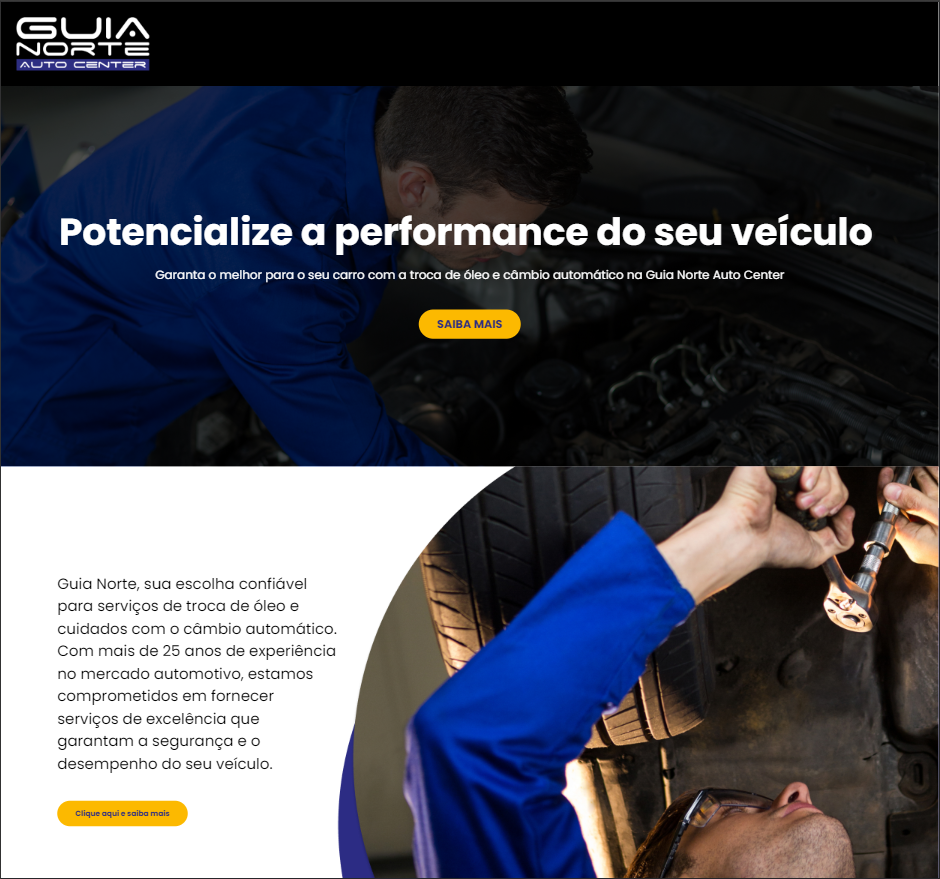 GUIA
NORTE
AUTO CENTER
Potencialize a performance do seu veículo
Garanta o melhor para o seu carro com a troca de óleo e câmbio automático na Guia Norte Auto Center
SAIBA MAIS
Guia Norte, sua escolha confiável
para serviços de troca de óleo e
cuidados com o câmbio automático.
Com mais de 25 anos de experiência
no mercado automotivo, estamos
comprometidos em fornecer
serviços de excelência que
garantam a segurança e o
desempenho do seu veículo.
Clique aqui e saiba mais